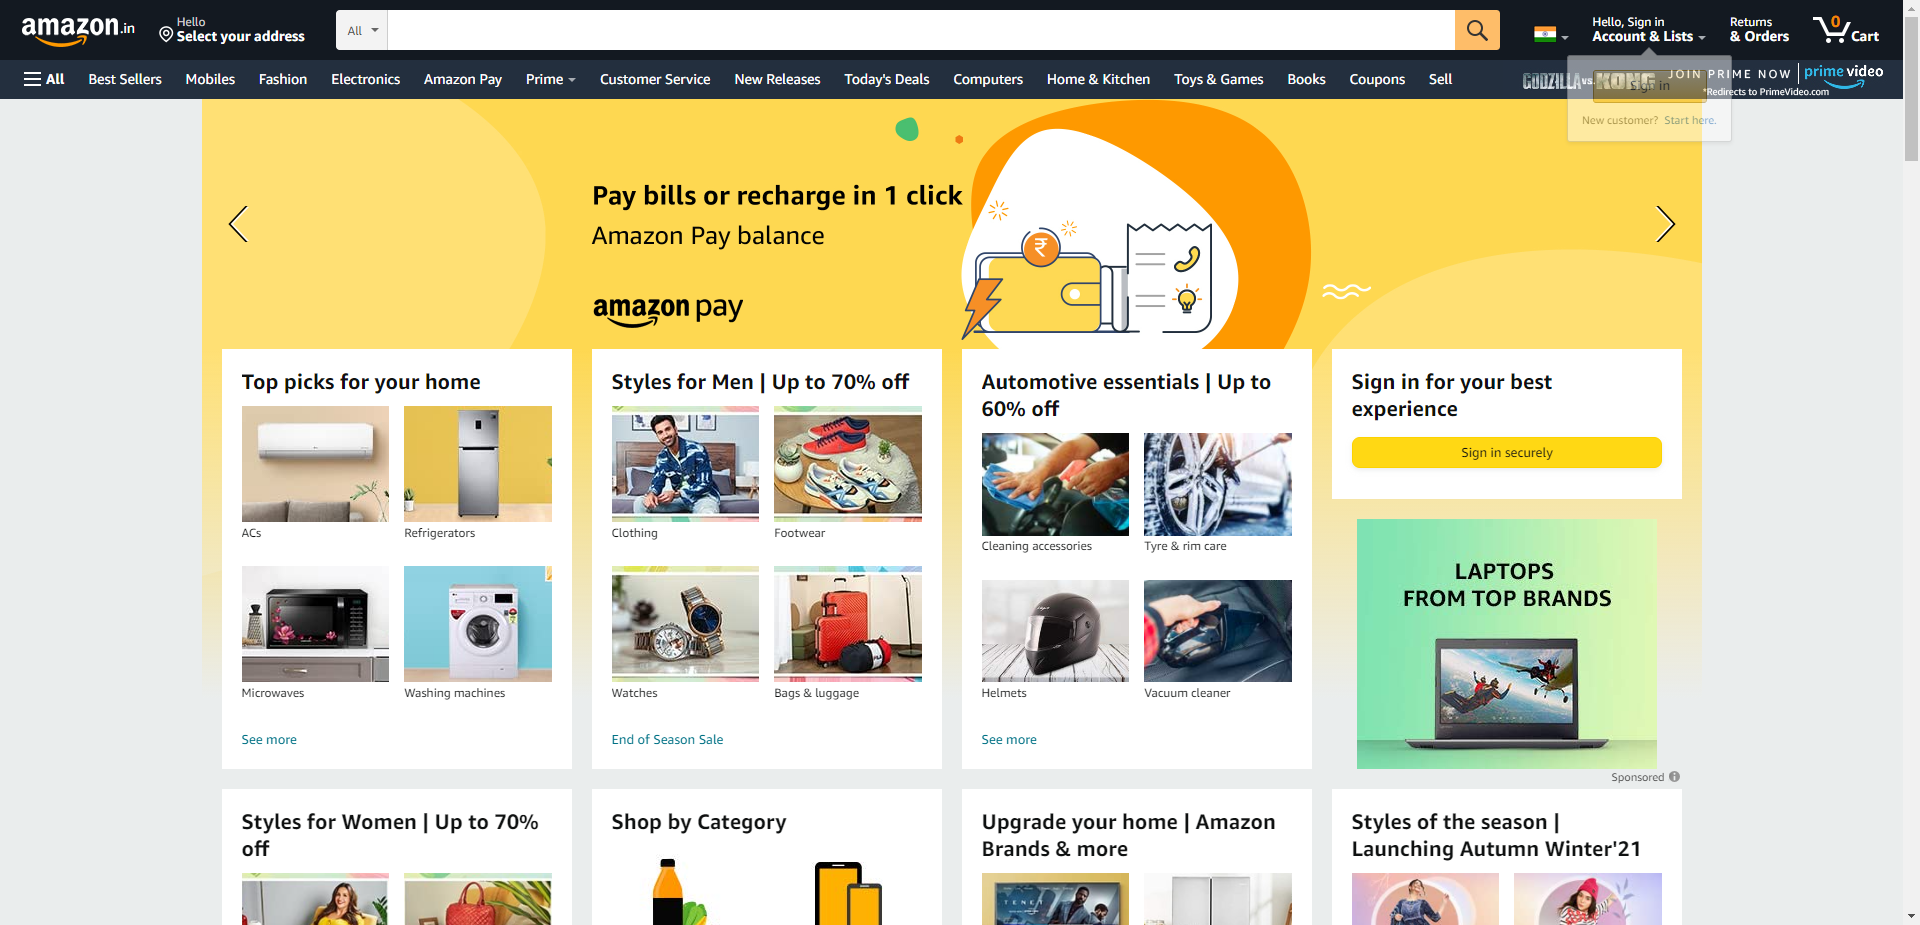 amazon.in
Hello
Select your address
All
Hello, Sign in
Account & Lists
Returns
& Orders
0
Cart
All
Best Sellers
Mobiles
Fashion
Electronics
Amazon Pay
Prime
Customer Service
New Releases
Today's Deals
Computers
Home & Kitchen
Toys & Games
Books
Coupons
Sell
GODZILLA vs. KONG
JOIN PRIME NOW
prime video
*Redirects to PrimeVideo.com
Sign in
New customer? Start here.
Pay bills or recharge in 1 click
Amazon Pay balance
amazon pay
₹
Top picks for your home
ACs
Refrigerators
Microwaves
Washing machines
See more
Styles for Men | Up to 70% off
Clothing
Footwear
Watches
Bags & luggage
End of Season Sale
Automotive essentials | Up to
60% off
Cleaning accessories
Tyre & rim care
Helmets
Vacuum cleaner
See more
Sign in for your best
experience
Sign in securely
LAPTOPS
FROM TOP BRANDS
Sponsored
Styles for Women | Up to 70%
off
Shop by Category
Upgrade your home | Amazon
Brands & more
TENET
Styles of the season |
Launching Autumn Winter'21